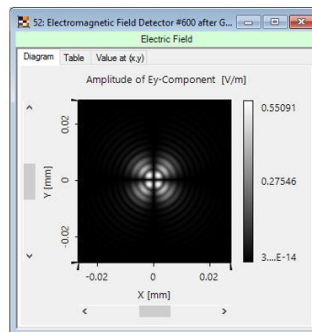 52: Electromagnetic Field Detector #600 after G...
Electric Field
Diagram Table Value at (x;y)
Amplitude of Ey-Component [V/m]
0.02
0
-0.02
Y [mm]
0.55091
0.27546
3....E-14
-0.02 0 0.02
X [mm]